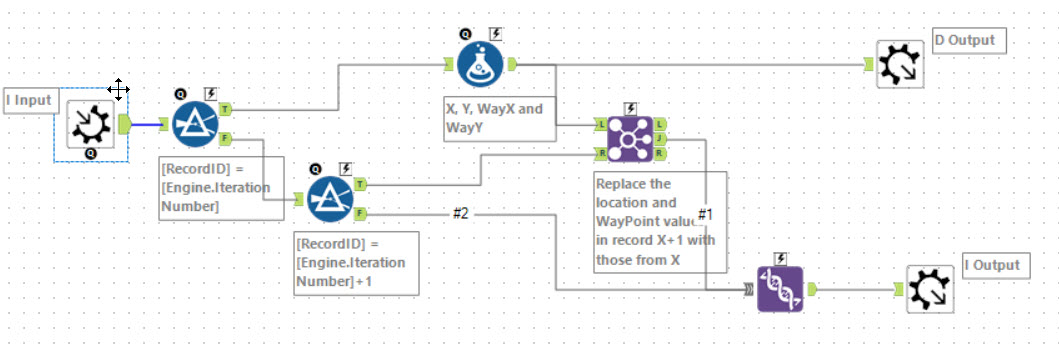 D Output
Q
I Input
Q
X, Y, WayX and
WayY
T
F
L
R
L
J
R
Q
[RecordID] =
[Engine.Iteration
Number]
Q
T
F
#2
Replace the
location and
WayPoint value
#1
in record X+1 with
those from X
[RecordID] =
[Engine.Iteration
Number]+1
I Output